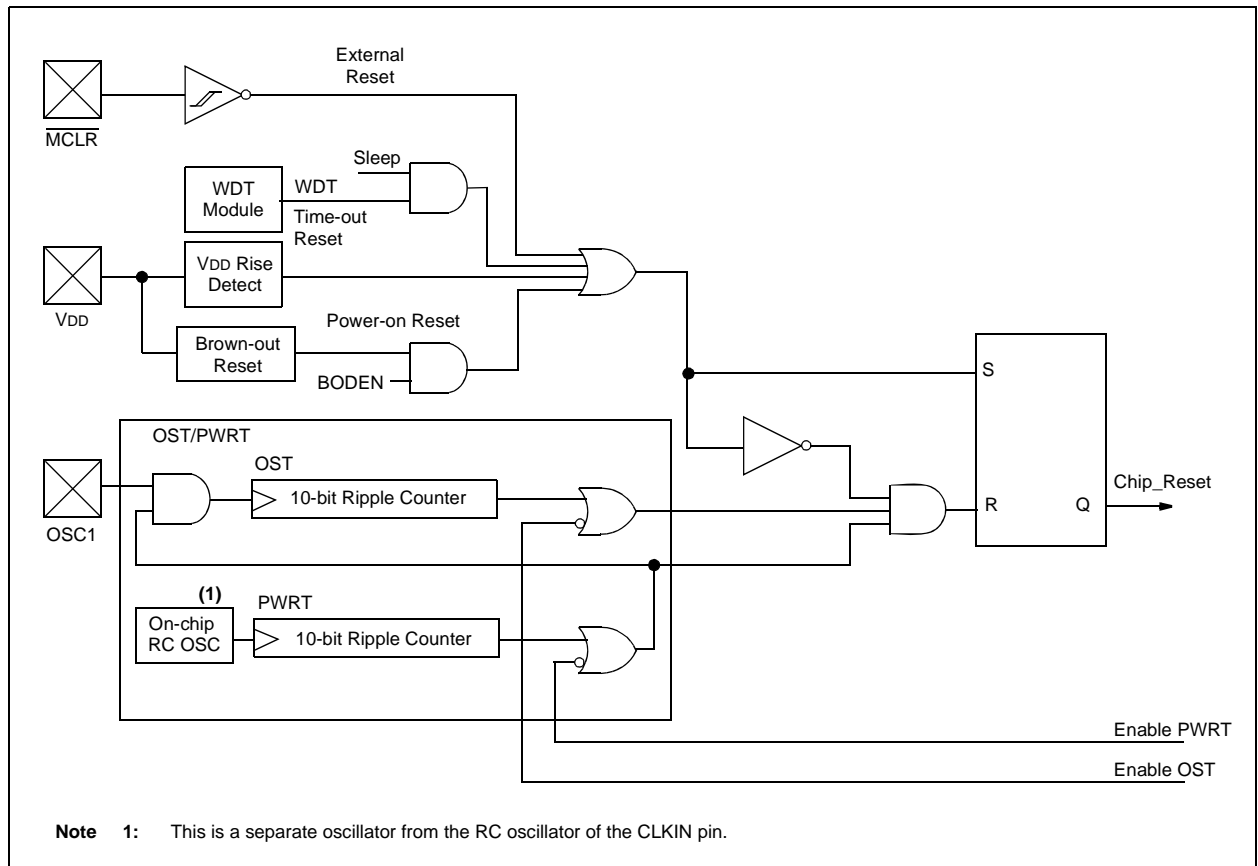 External
Reset
MCLR
Sleep
WDT
Module
WDT
Time-out
Reset
VDD
VDD Rise
Detect
Power-on Reset
Brown-out
Reset
BODEN
S
OST/PWRT
OST
10-bit Ripple Counter
OSC1
Chip_Reset
R
Q
(1)
On-chip
RC OSC
PWRT
10-bit Ripple Counter
Enable PWRT
Enable OST
Note 1: This is a separate oscillator from the RC oscillator of the CLKIN pin.